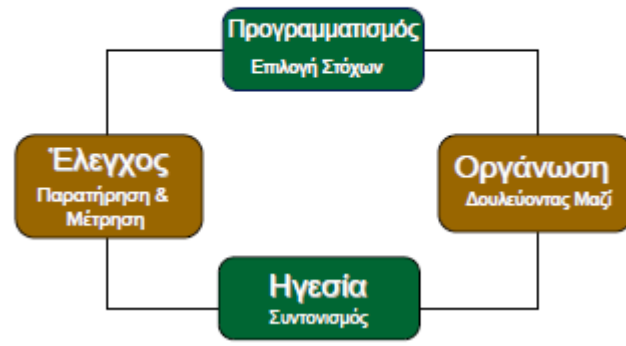 Προγραμματισμός
Επιλογή Στόχων
Έλεγχος
Παρατήρηση &
Μέτρηση
Οργάνωση
Δουλεύοντας Μαζί
Ηγεσία
Συντονισμός